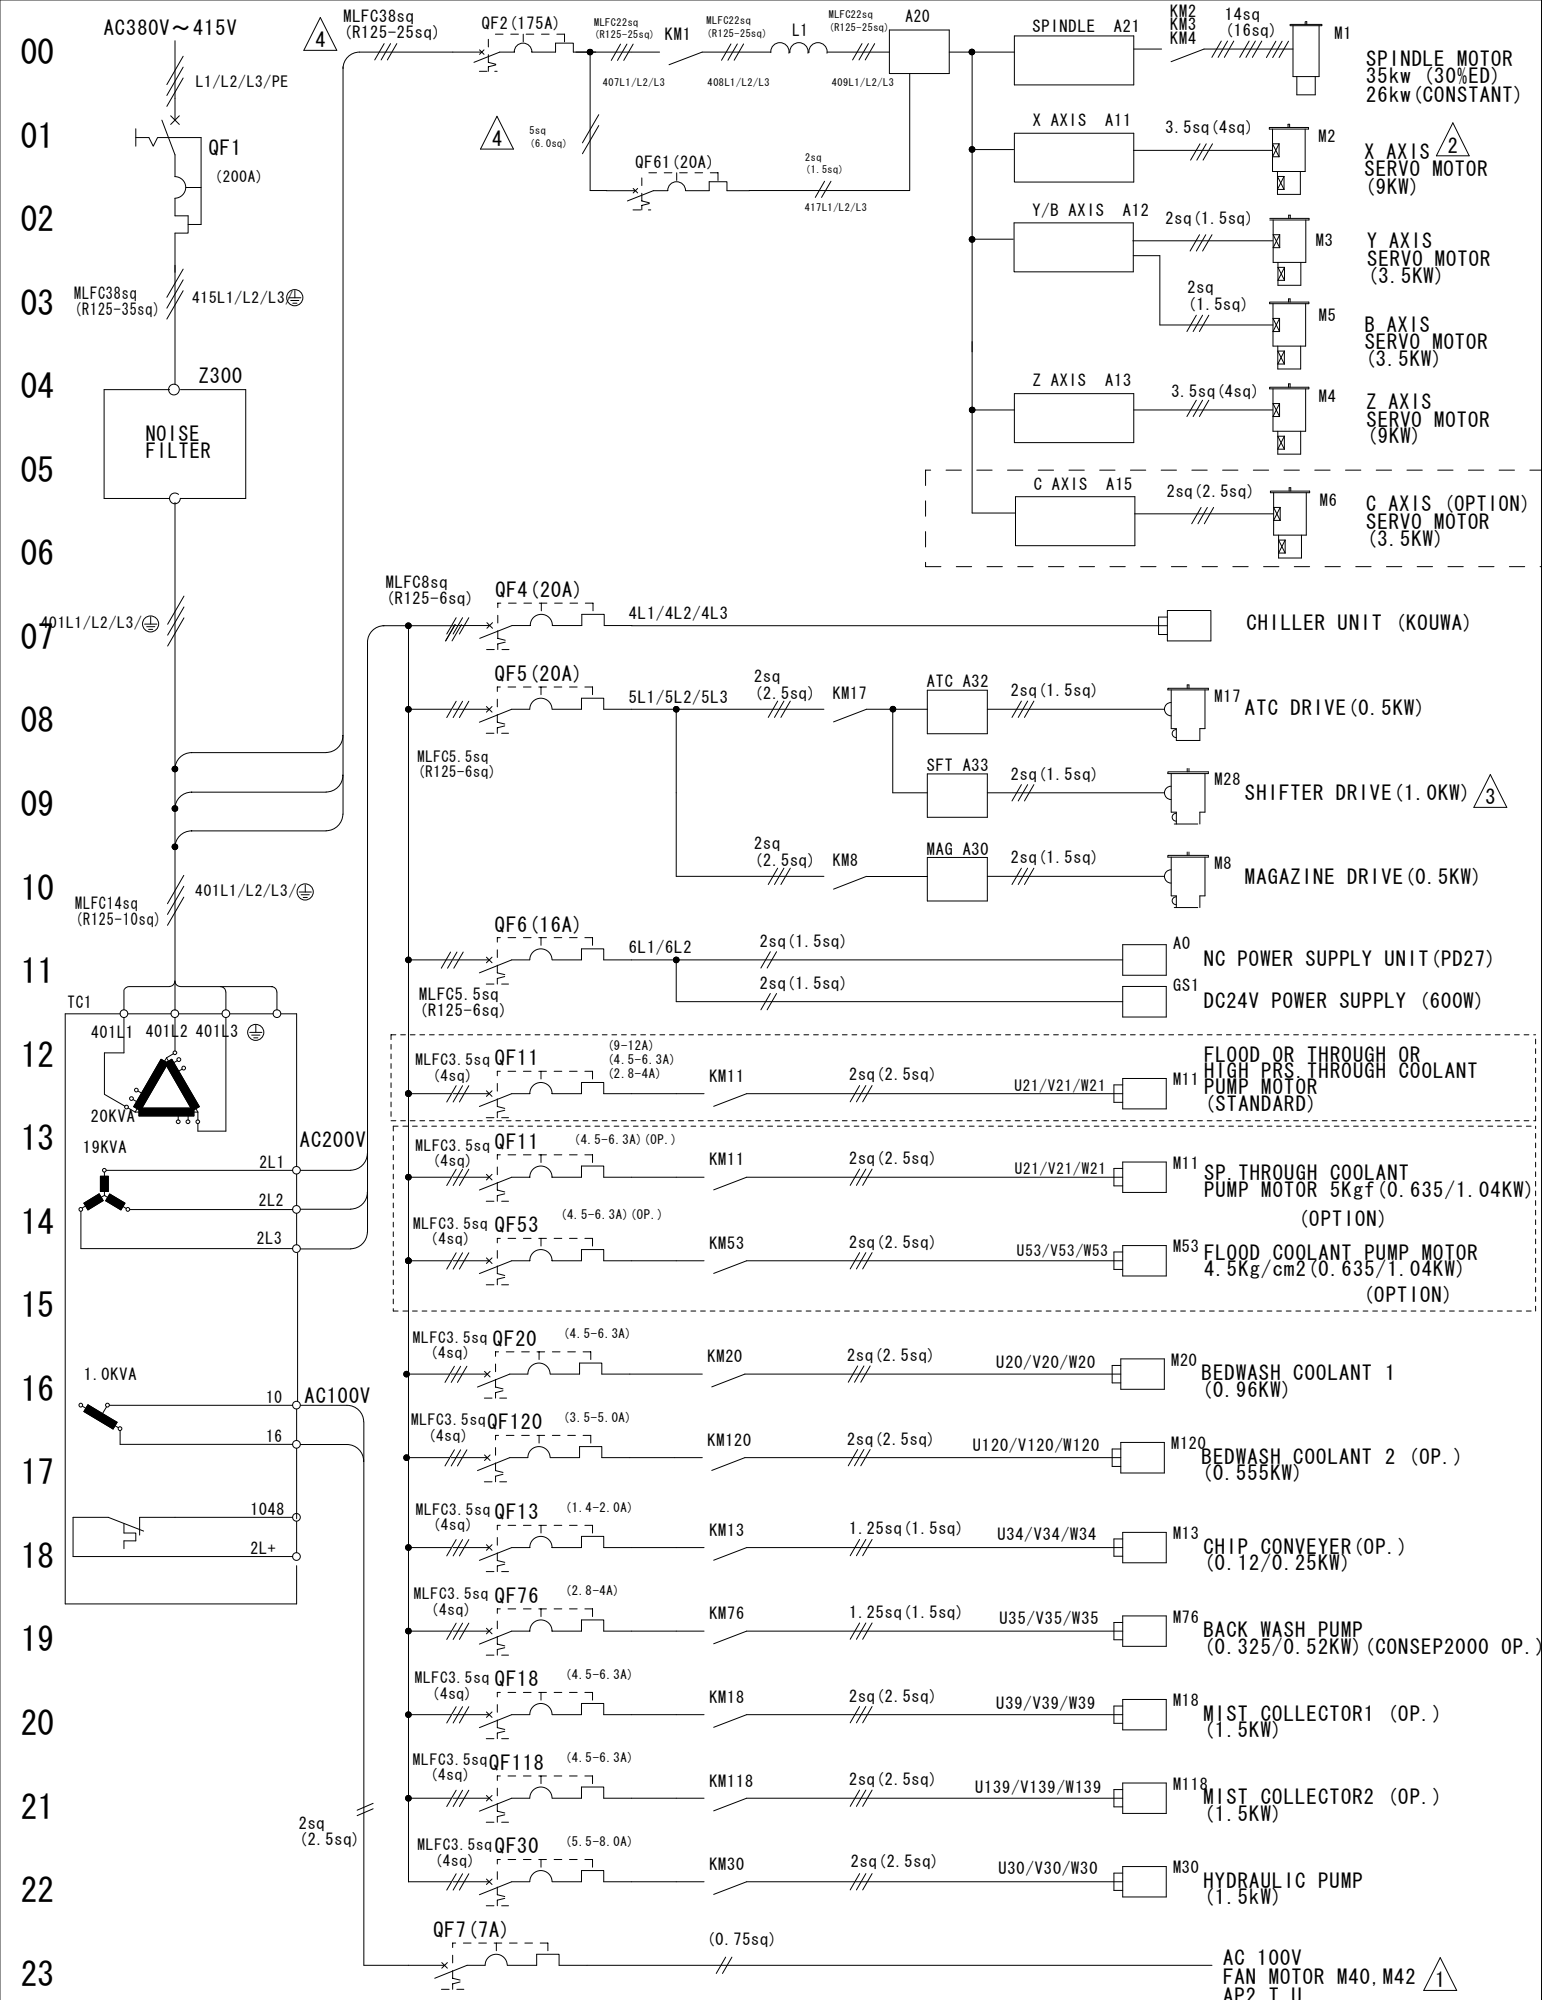 00
AC380V～415V
L1/L2/L3/PE
4
MLFC38sq
(R125-25sq)
QF2(175A)
MLFC22sq
(R125-25sq)
407L1/L2/L3
KM1
MLFC22sq
(R125-25sq)
408L1/L2/L3
L1
MLFC22sq
(R125-25sq)
409L1/L2/L3
A20
SPINDLE A21
KM2
KM3
KM4
14sq
(16sq)
M1
SPINDLE MOTOR
35kw (30%ED)
26kw(CONSTANT)
01
QF1
(200A)
4
5sq
(6.0sq)
QF61(20A)
2sq
(1.5sq)
417L1/L2/L3
X AXIS A11
3.5sq(4sq)
M2
X AXIS
SERVO MOTOR
(9KW)
2
02
Y/B AXIS A12
2sq(1.5sq)
M3
Y AXIS
SERVO MOTOR
(3.5KW)
03
MLFC38sq
(R125-35sq)
415L1/L2/L3
2sq
(1.5sq)
M5
B AXIS
SERVO MOTOR
(3.5KW)
04
Z300
NOISE
FILTER
Z AXIS A13
3.5sq(4sq)
M4
Z AXIS
SERVO MOTOR
(9KW)
05
C AXIS A15
2sq(2.5sq)
M6
C AXIS (OPTION)
SERVO MOTOR
(3.5KW)
06
07
401L1/L2/L3/
MLFC8sq
(R125-6sq)
QF4(20A)
4L1/4L2/4L3
CHILLER UNIT (KOUWA)
08
MLFC5.5sq
(R125-6sq)
QF5(20A)
5L1/5L2/5L3
2sq
(2.5sq)
KM17
ATC A32
2sq(1.5sq)
M17
ATC DRIVE(0.5KW)
09
SFT A33
2sq(1.5sq)
M28
SHIFTER DRIVE(1.0KW)
3
10
MLFC14sq
(R125-10sq)
401L1/L2/L3/
2sq
(2.5sq)
KM8
MAG A30
2sq(1.5sq)
M8
MAGAZINE DRIVE(0.5KW)
11
MLFC5.5sq
(R125-6sq)
QF6(16A)
6L1/6L2
2sq(1.5sq)
A0
NC POWER SUPPLY UNIT(PD27)
2sq(1.5sq)
GS1
DC24V POWER SUPPLY (600W)
12
TC1
401L1
401L2
401L3
20KVA
MLFC3.5sq
(4sq)
QF11
(9-12A)
(4.5-6.3A)
(2.8-4A)
KM11
2sq(2.5sq)
U21/V21/W21
M11
FLOOD OR THROUGH OR
HIGH PRS.THROUGH COOLANT
PUMP MOTOR
(STANDARD)
13
19KVA
AC200V
2L1
MLFC3.5sq
(4sq)
QF11
(4.5-6.3A)(OP.)
KM11
2sq(2.5sq)
U21/V21/W21
M11
SP.THROUGH COOLANT
PUMP MOTOR 5Kgf(0.635/1.04KW)
(OPTION)
14
2L2
2L3
MLFC3.5sq
(4sq)
QF53
(4.5-6.3A)(OP.)
KM53
2sq(2.5sq)
U53/V53/W53
M53
FLOOD COOLANT PUMP MOTOR
4.5Kg/cm2(0.635/1.04KW)
(OPTION)
15
16
1.0KVA
10
AC100V
MLFC3.5sq
(4sq)
QF20
(4.5-6.3A)
KM20
2sq(2.5sq)
U20/V20/W20
M20
BEDWASH COOLANT 1
(0.96KW)
17
16
MLFC3.5sq
(4sq)
QF120
(3.5-5.0A)
KM120
2sq(2.5sq)
U120/V120/W120
M120
BEDWASH COOLANT 2 (OP.)
(0.555KW)
18
1048
2L+
MLFC3.5sq
(4sq)
QF13
(1.4-2.0A)
KM13
1.25sq(1.5sq)
U34/V34/W34
M13
CHIP CONVEYER(OP.)
(0.12/0.25KW)
19
MLFC3.5sq
(4sq)
QF76
(2.8-4A)
KM76
1.25sq(1.5sq)
U35/V35/W35
M76
BACK WASH PUMP
(0.325/0.52KW)(CONSEP2000 OP.)
20
MLFC3.5sq
(4sq)
QF18
(4.5-6.3A)
KM18
2sq(2.5sq)
U39/V39/W39
M18
MIST COLLECTOR1 (OP.)
(1.5KW)
21
2sq
(2.5sq)
MLFC3.5sq
(4sq)
QF118
(4.5-6.3A)
KM118
2sq(2.5sq)
U139/V139/W139
M118
MIST COLLECTOR2 (OP.)
(1.5KW)
22
MLFC3.5sq
(4sq)
QF30
(5.5-8.0A)
KM30
2sq(2.5sq)
U30/V30/W30
M30
HYDRAULIC PUMP
(1.5kW)
23
QF7(7A)
(0.75sq)
AC 100V
FAN MOTOR M40,M42
1
AP2 T.U